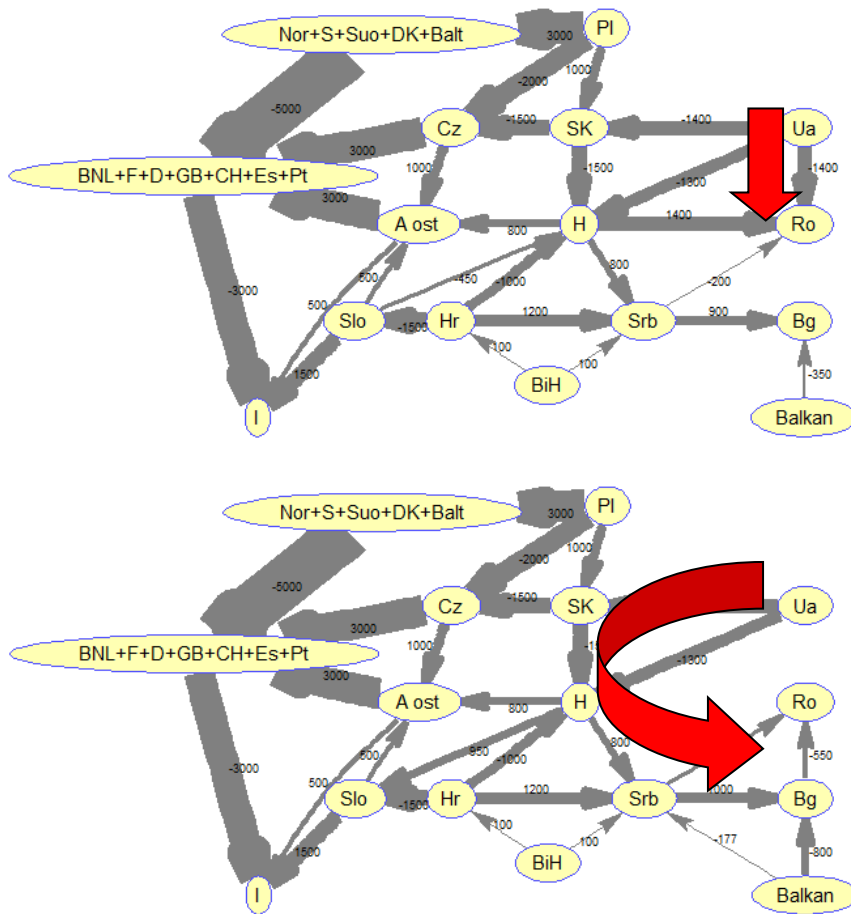 Nor+S+Suo+DK+Balt
3000
Pl
-2000
1000
-5000
Cz
-1500
SK
-1400
Ua
3000
1000
-1500
-1300
-1400
BNL+F+D+GB+CH+Es+Pt
3000
A ost
800
H
1400
Ro
500
-450
800
-200
-3000
500
-1000
Slo
-1500
Hr
1200
Srb
900
Bg
1500
100
100
-350
BiH
I
Balkan
Nor+S+Suo+DK+Balt
3000
Pl
-2000
1000
-5000
Cz
-1500
SK
Ua
3000
1000
-1300
BNL+F+D+GB+CH+Es+Pt
3000
A ost
800
H
Ro
500
950
800
-550
-3000
500
-1000
Slo
-1500
Hr
1200
Srb
1000
Bg
1500
100
100
-177
-800
BiH
I
Balkan